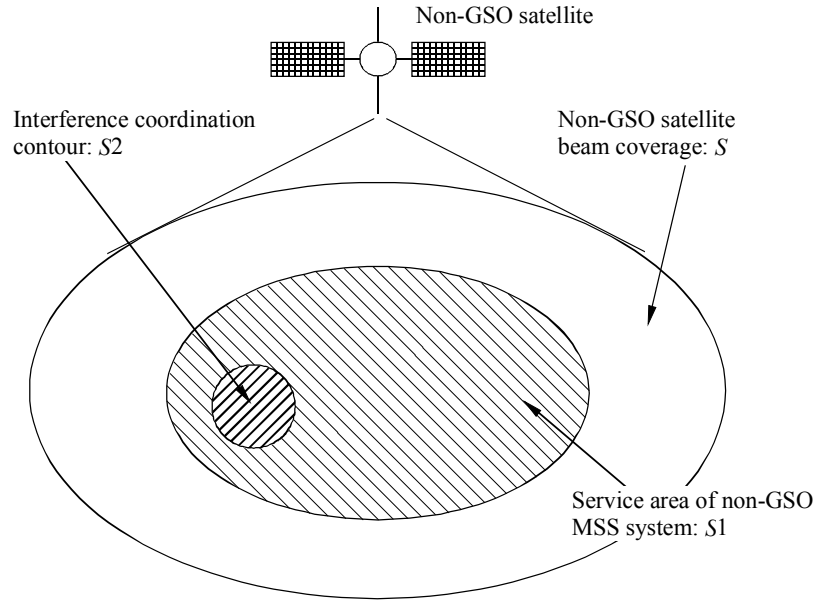 Non-GSO satellite
Interference coordination
contour: S2
Non-GSO satellite
beam coverage: S
Service area of non-GSO
MSS system: S1